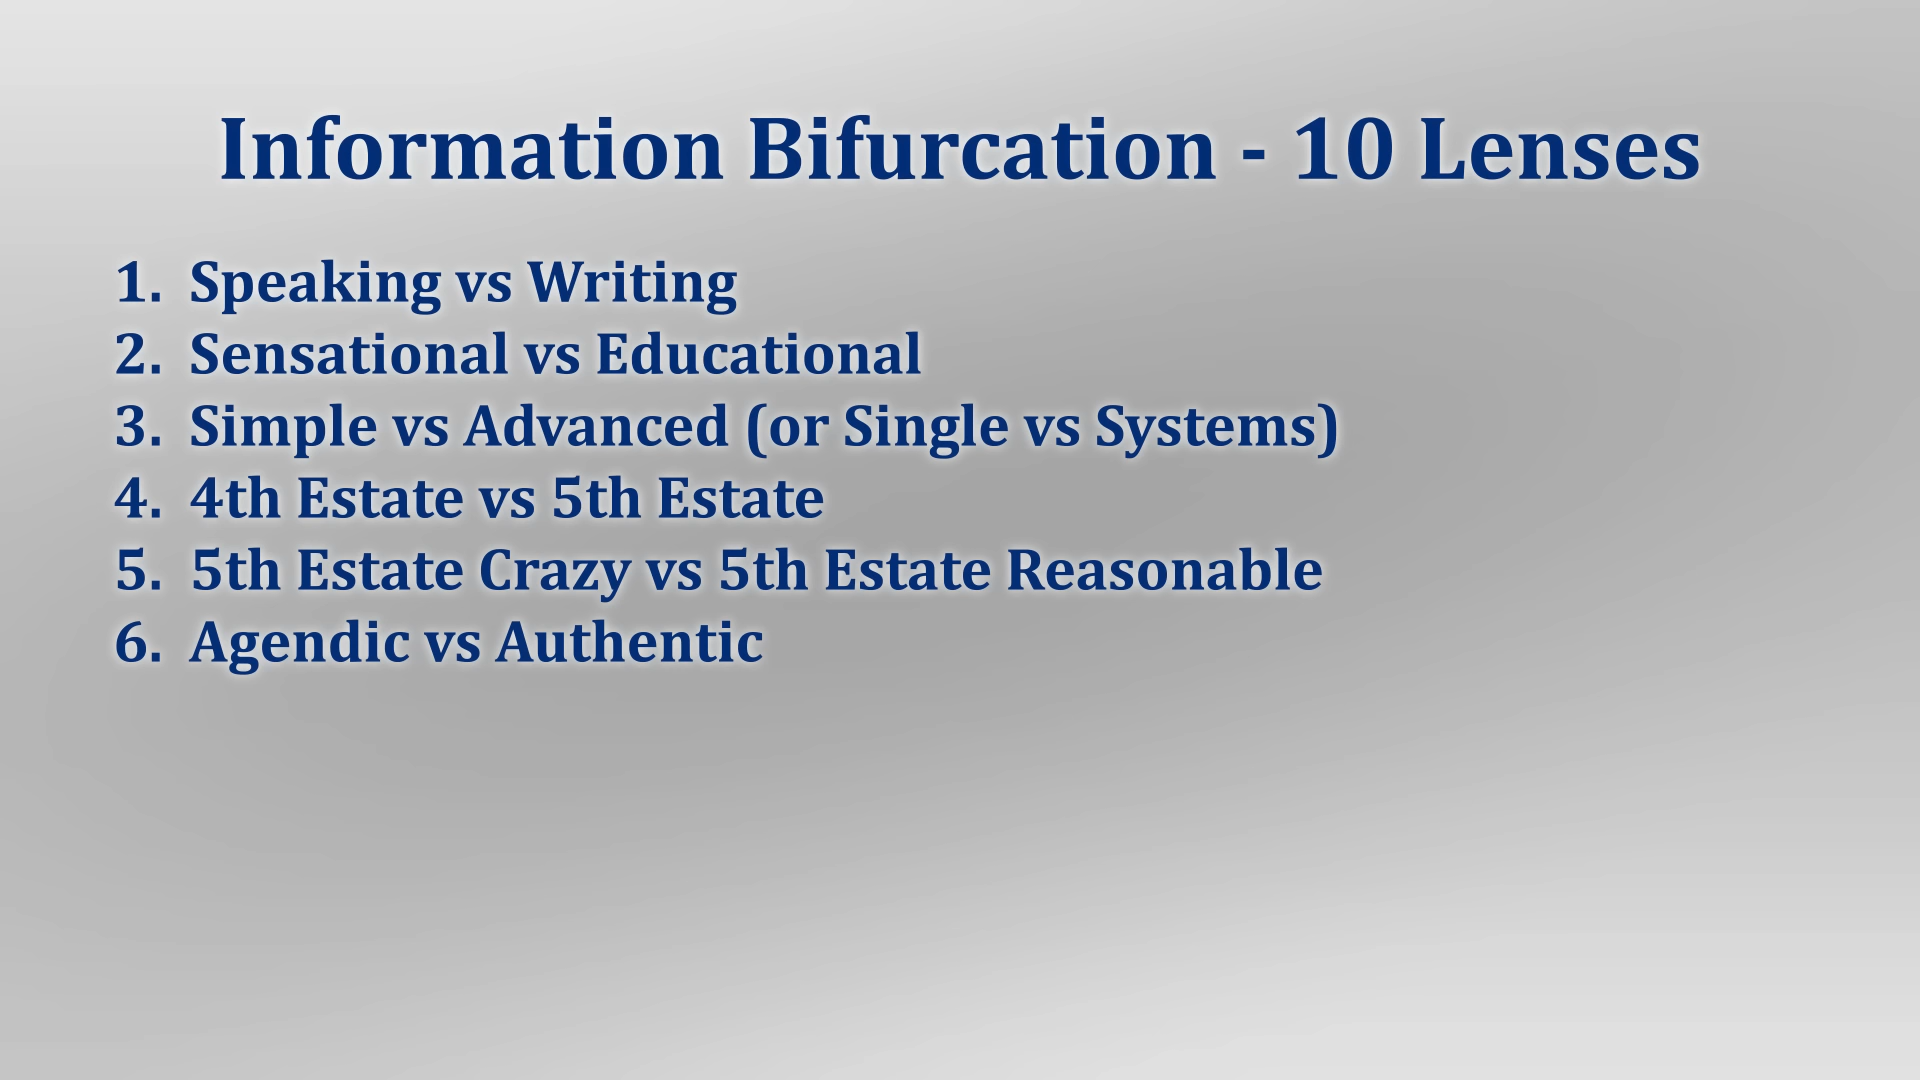 Information Bifurcation - 10 Lenses
1. Speaking vs Writing
2. Sensational vs Educational
3. Simple vs Advanced (or Single vs Systems)
4. 4th Estate vs 5th Estate
5. 5th Estate Crazy vs 5th Estate Reasonable
6. Agendic vs Authentic